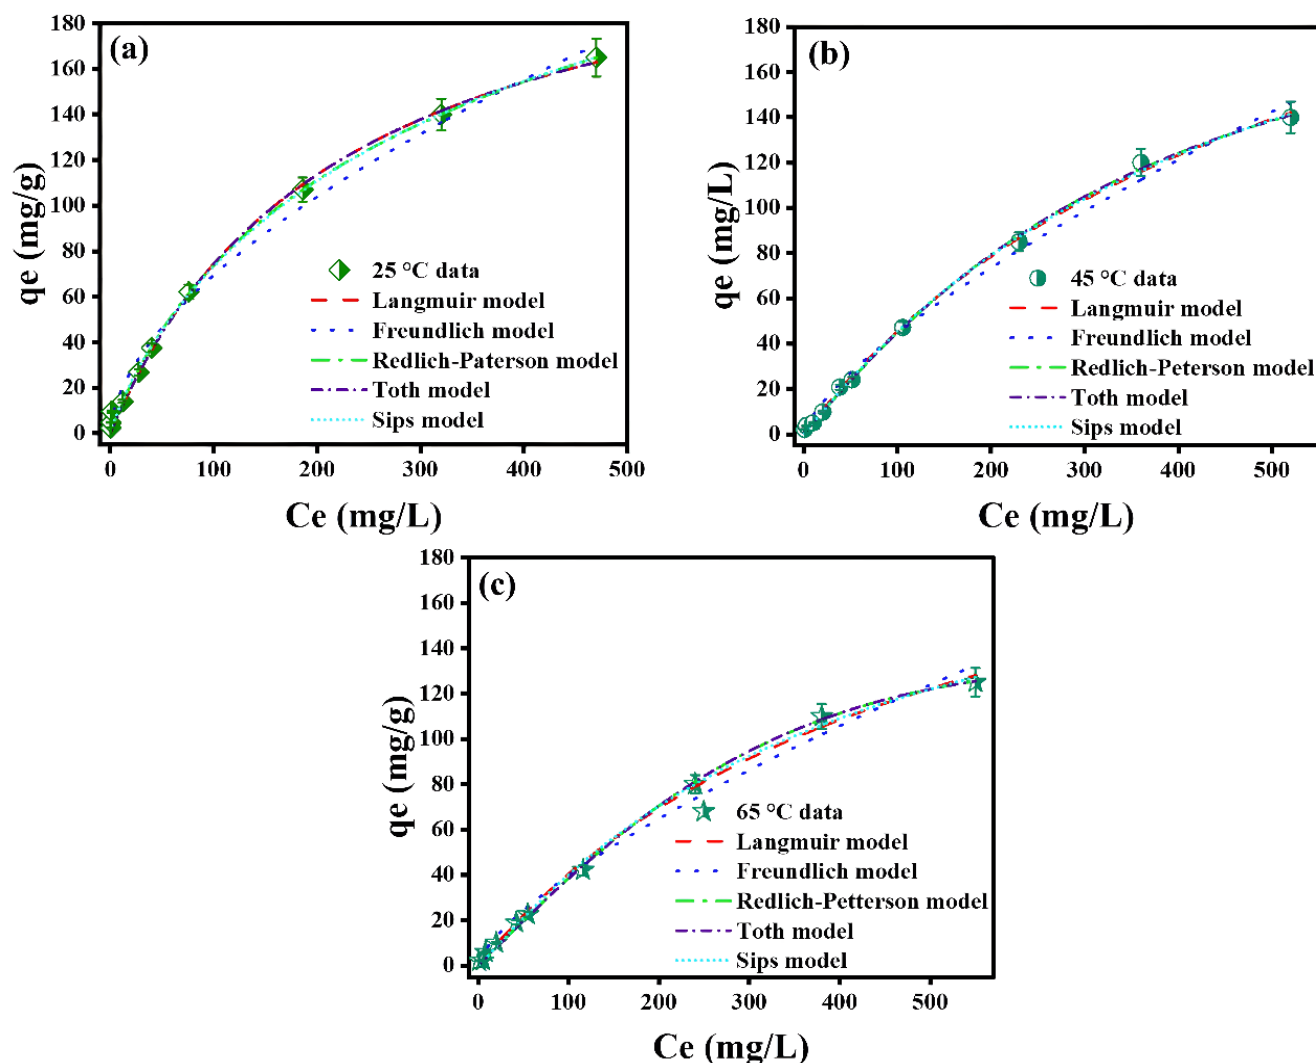 (a)
180
160
140
120
100
80
60
40
20
0
qe (mg/g)
25 °C data
Langmuir model
Freundlich model
Redlich-Paterson model
Toth model
Sips model
0 100 200 300 400 500
Ce (mg/L)
(b)
180
160
140
120
100
80
60
40
20
0
qe (mg/L)
45 °C data
Langmuir model
Freundlich model
Redlich-Peterson model
Toth model
Sips model
0 100 200 300 400 500
Ce (mg/L)
(c)
180
160
140
120
100
80
60
40
20
0
qe (mg/g)
65 °C data
Langmuir model
Freundlich model
Redlich-Petterson model
Toth model
Sips model
0 100 200 300 400 500
Ce (mg/L)